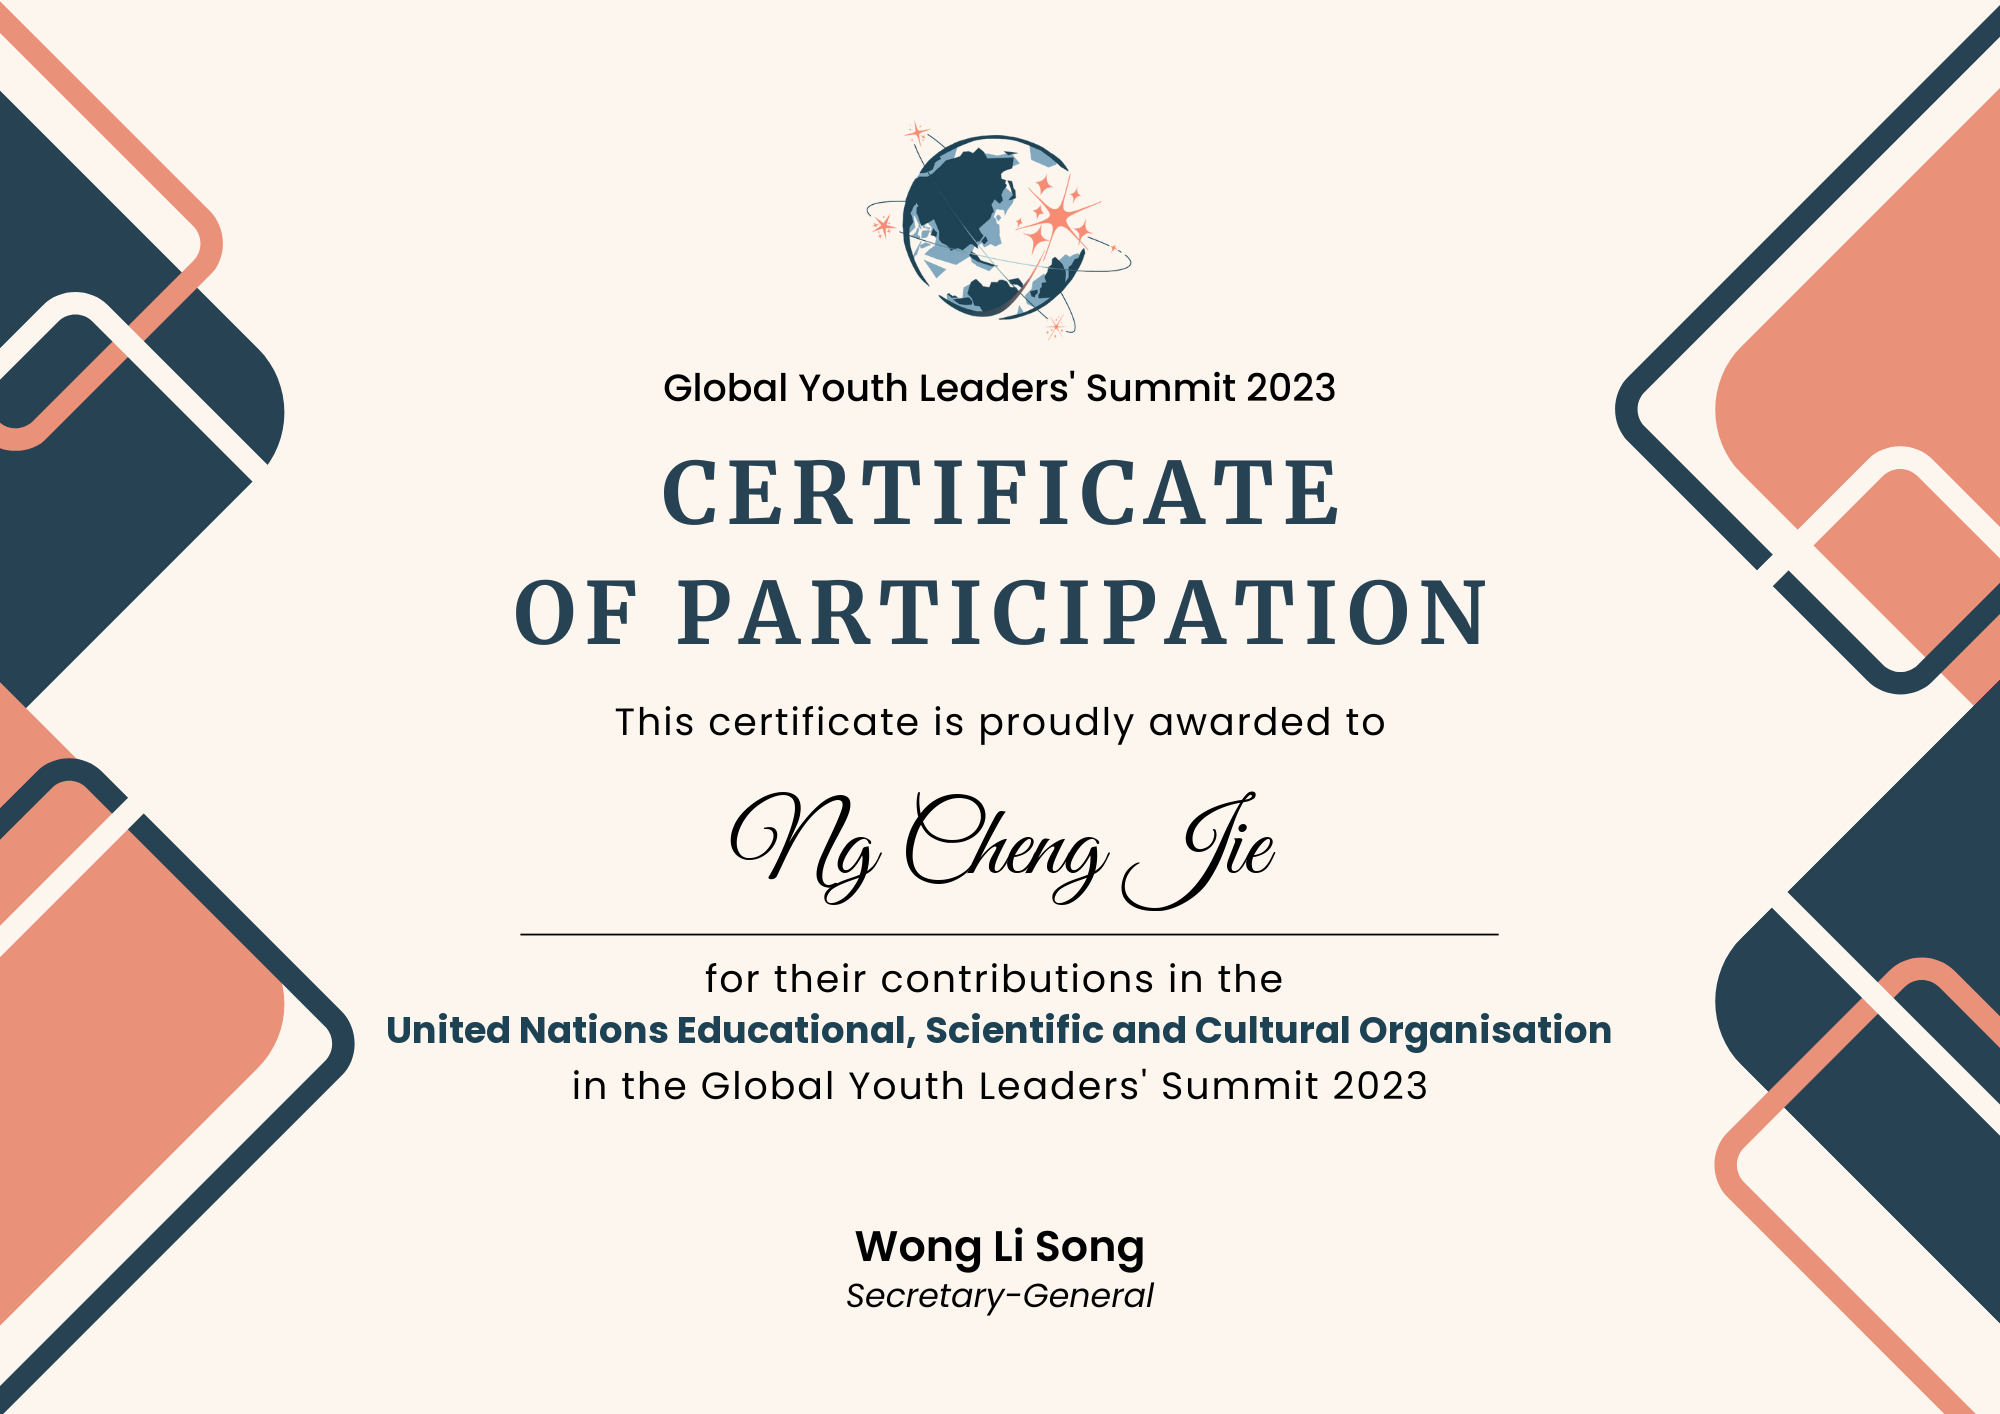 Global Youth Leaders' Summit 2023
CERTIFICATE
OF PARTICIPATION
This certificate is proudly awarded to
Ng Cheng Jie
for their contributions in the
United Nations Educational, Scientific and Cultural Organisation
in the Global Youth Leaders' Summit 2023
Wong Li Song
Secretary-General